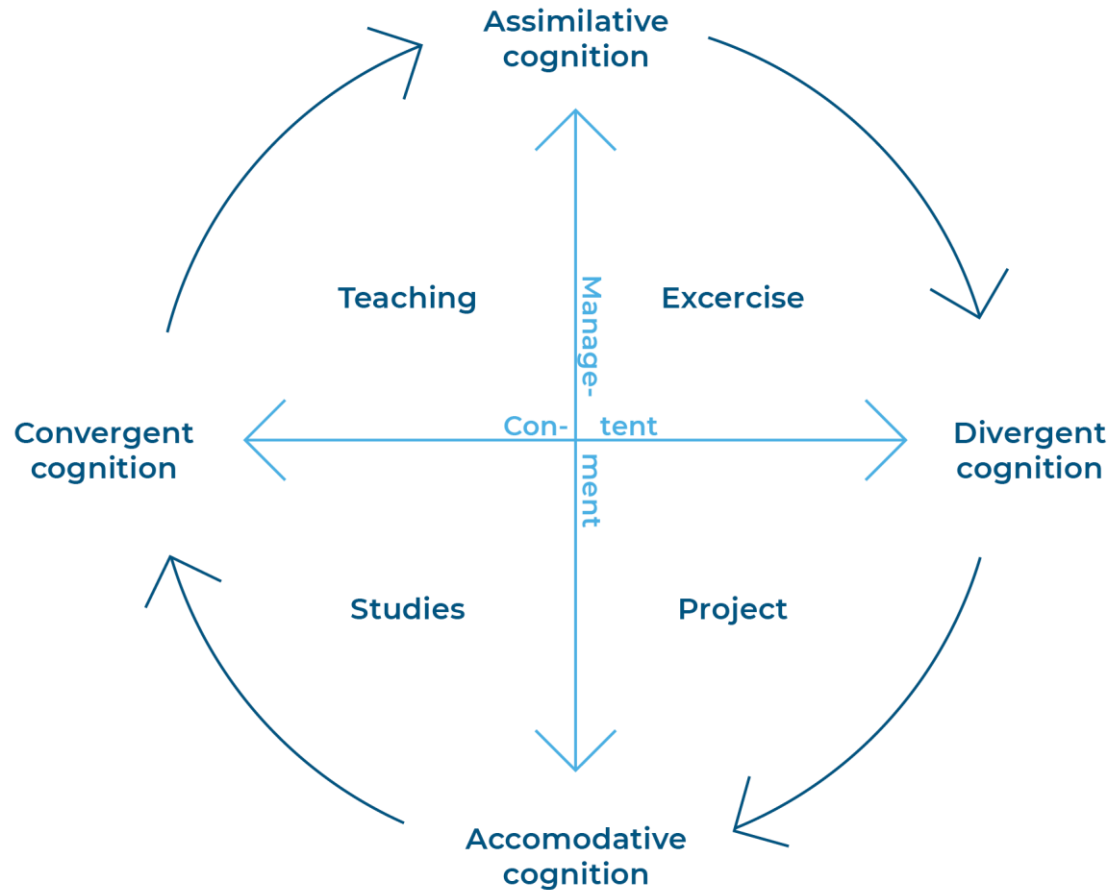 Assimilative
cognition
Teaching
Excercise
Manage-
ment
Con- tent
Convergent
cognition
Divergent
cognition
Studies
Project
Accomodative
cognition